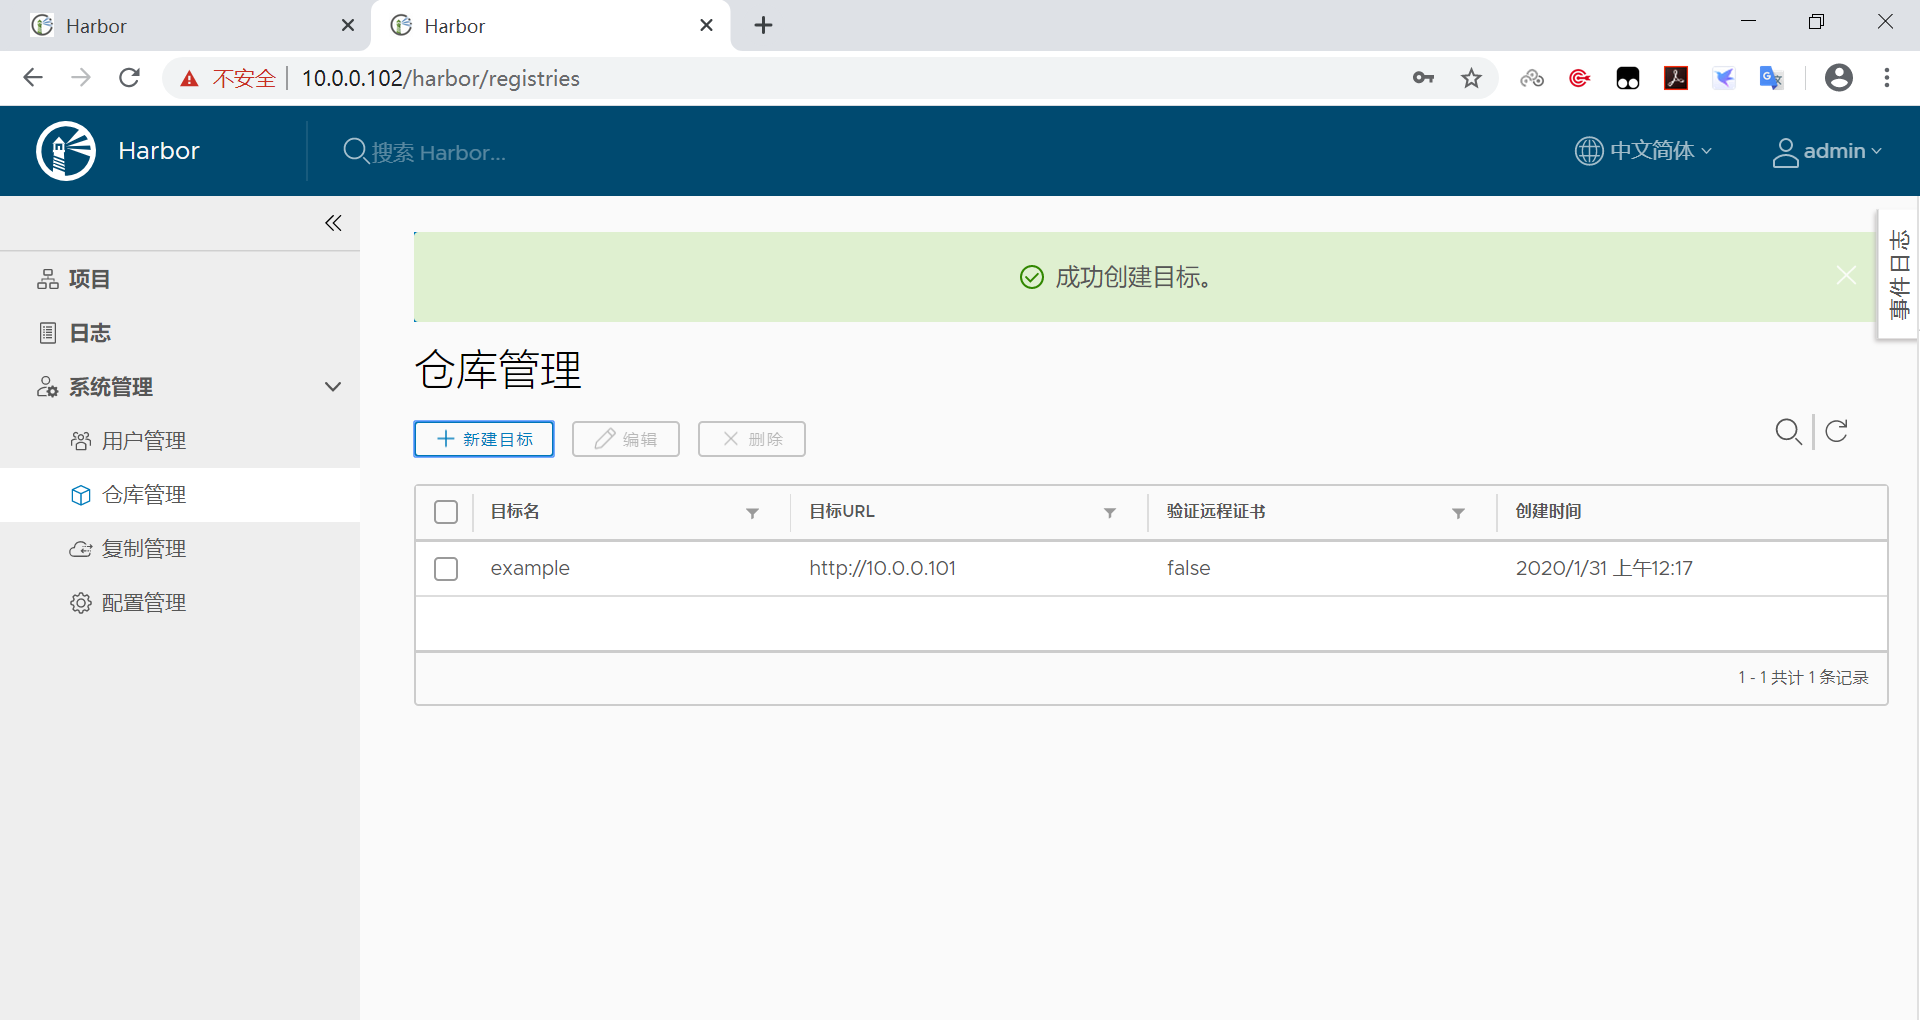 Harbor
Harbor
不安全 10.0.0.102/harbor/registries
Harbor
搜索 Harbor...
中文简体
admin
事件日志
项目
日志
系统管理
用户管理
仓库管理
复制管理
配置管理
成功创建目标。
仓库管理
新建目标 编辑 删除
目标名 目标URL 验证远程证书 创建时间
example http://10.0.0.101 false 2020/1/31 上午12:17
1 - 1 共计 1 条记录